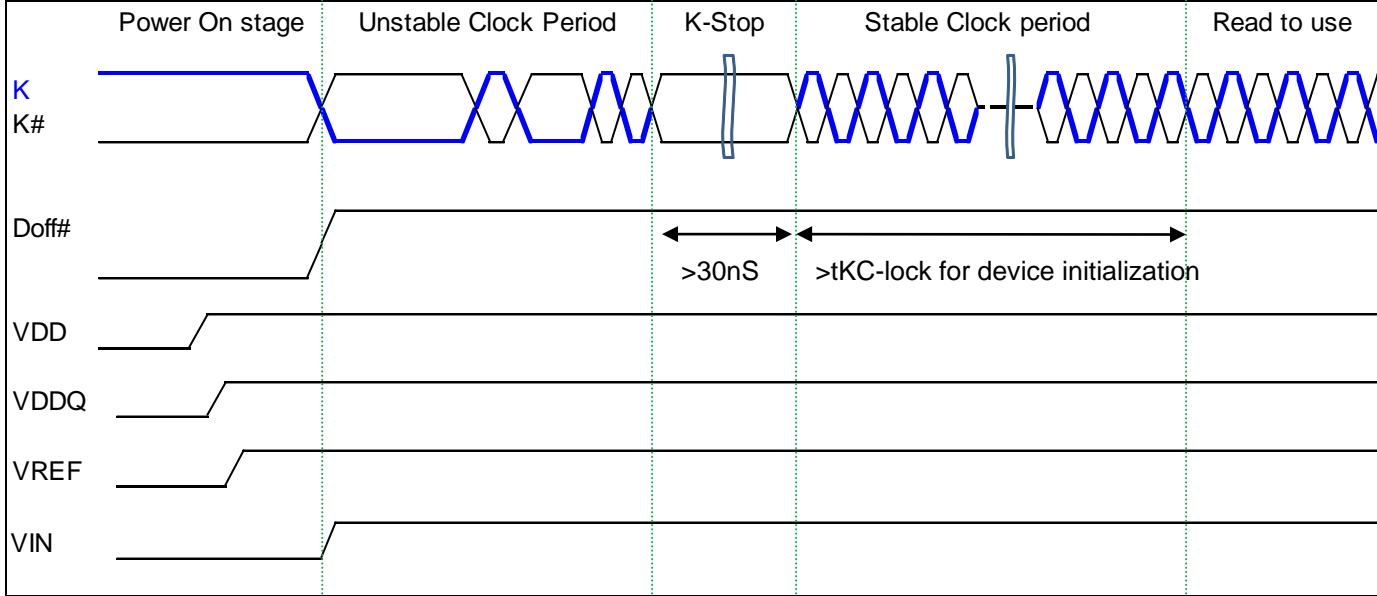 Power On stage Unstable Clock Period K-Stop Stable Clock period Read to use
K
K#
Doff#
>30nS >tKC-lock for device initialization
VDD
VDDQ
VREF
VIN